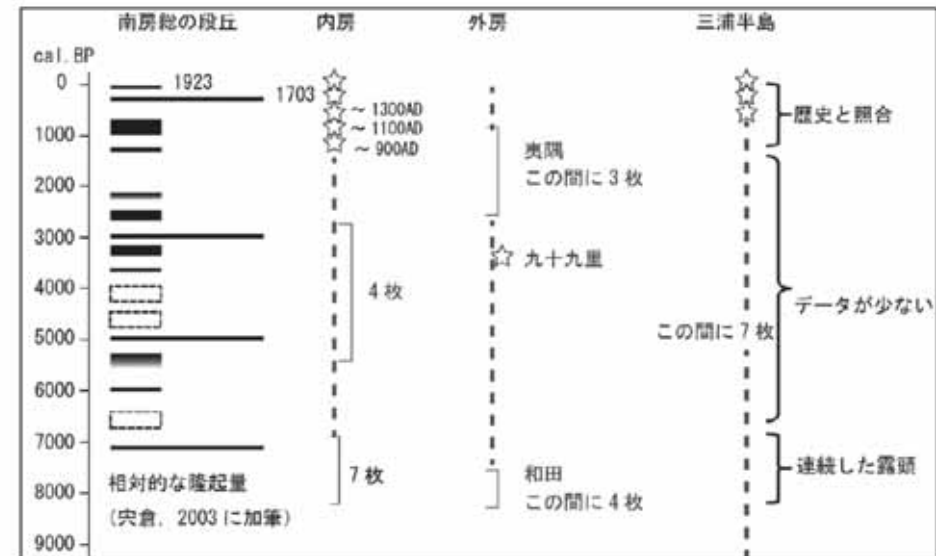 南房総の段丘
内房
外房
三浦半島
cal.BP
0
1000
2000
3000
4000
5000
6000
7000
8000
9000
1923
1703
~1300AD
~1100AD
~900AD
4 枚
7 枚
夷隅
この間に 3 枚
九十九里
和田
この間に 4 枚
この間に 7 枚
歴史と照合
データが少ない
連続した露頭
相対的な隆起量
(宍倉, 2003 に加筆)